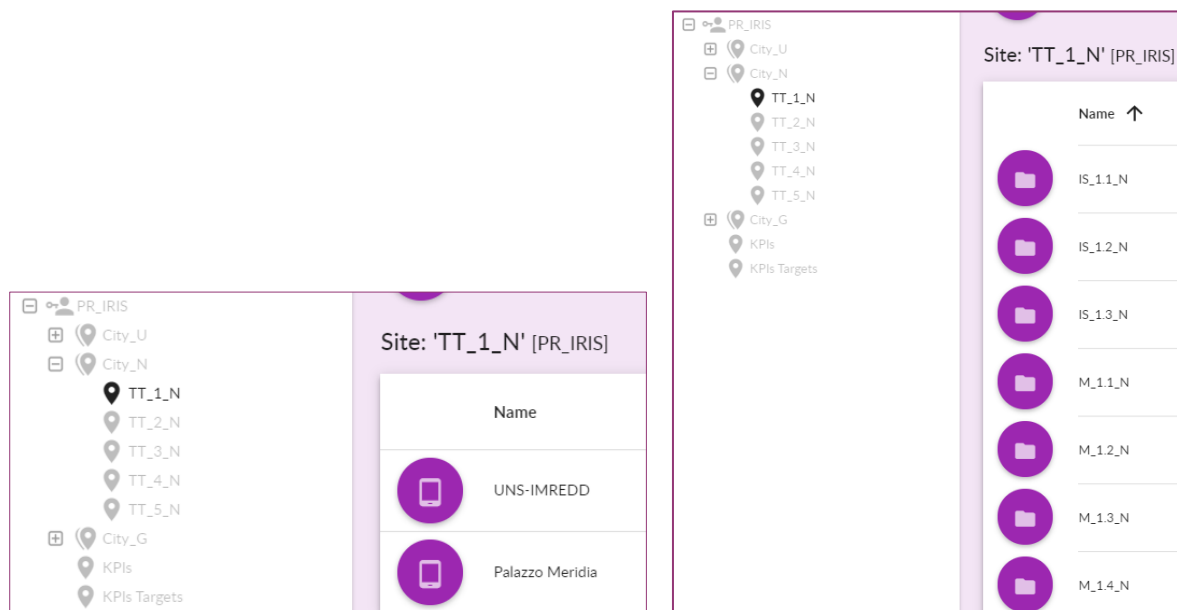 PR_IRIS
City_U
City_N
TT_1_N
TT_2_N
TT_3_N
TT_4_N
TT_5_N
City_G
KPIs
KPIs Targets
Site: 'TT_1_N' [PR_IRIS]
Name
UNS-IMREDD
Palazzo Meridia
PR_IRIS
City_U
City_N
TT_1_N
TT_2_N
TT_3_N
TT_4_N
TT_5_N
City_G
KPIs
KPIs Targets
Site: 'TT_1_N' [PR_IRIS]
Name ↑
IS_1.1_N
IS_1.2_N
IS_1.3_N
M_1.1_N
M_1.2_N
M_1.3_N
M_1.4_N